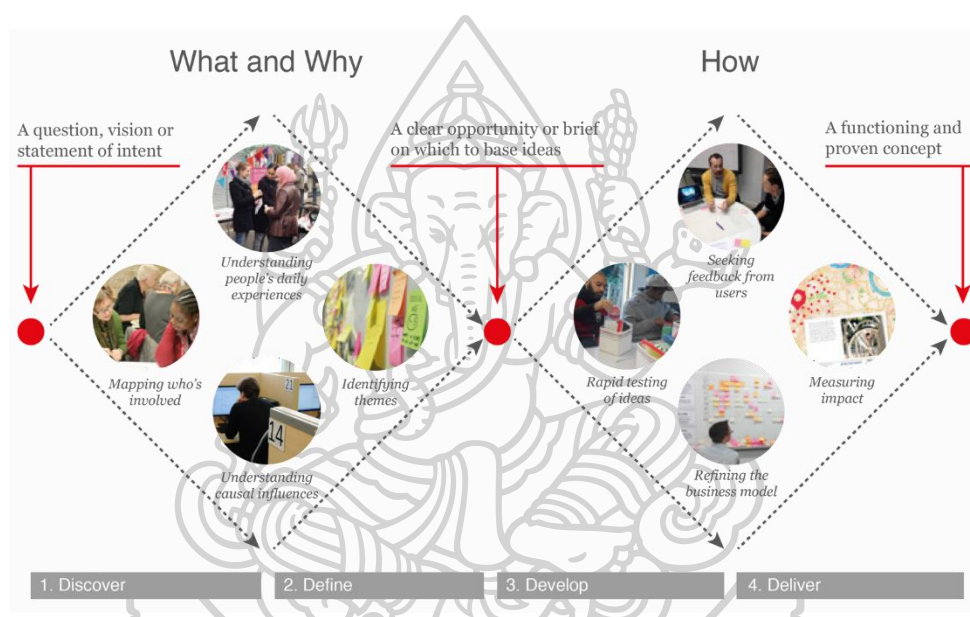 What and Why
How
A question, vision or
statement of intent
A clear opportunity or brief
on which to base ideas
A functioning and
proven concept
Understanding
people's daily
experiences
Seeking
feedback from
users
Mapping who's
involved
Identifying
themes
Rapid testing
of ideas
Measuring
impact
21
14
Understanding
causal influences
Refining the
business model
1. Discover
2. Define
3. Develop
4. Deliver